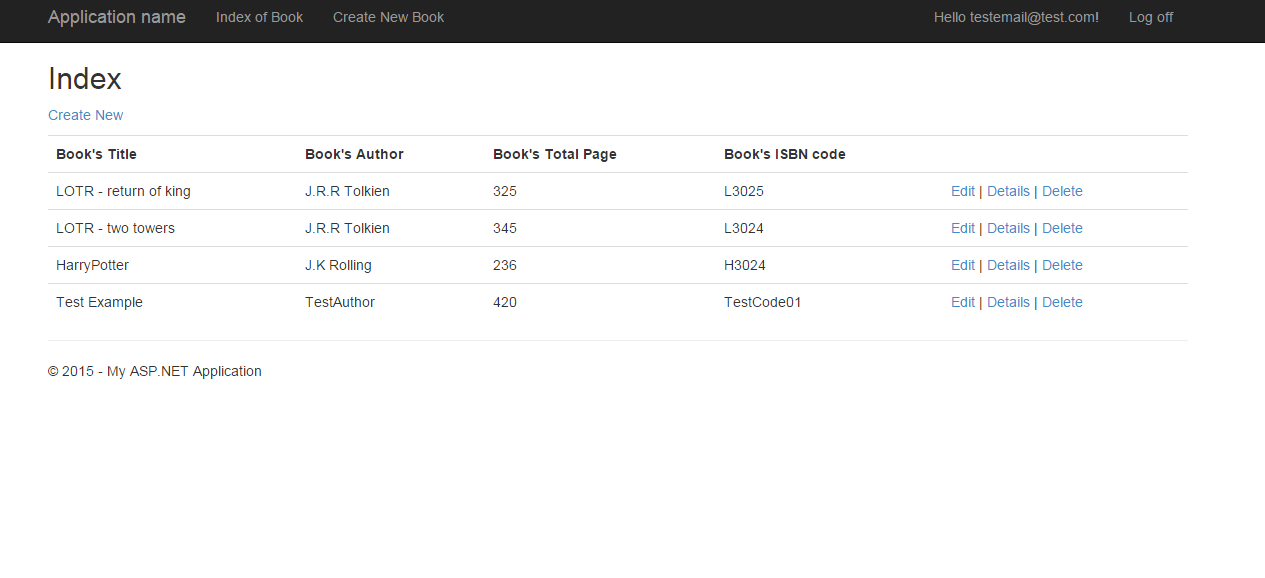 Application name Index of Book Create New Book Hello testemail@test.com! Log off
Index
Create New
Book's Title Book's Author Book's Total Page Book's ISBN code
LOTR - return of king J.R.R Tolkien 325 L3025 Edit | Details | Delete
LOTR - two towers J.R.R Tolkien 345 L3024 Edit | Details | Delete
HarryPotter J.K Rolling 236 H3024 Edit | Details | Delete
Test Example TestAuthor 420 TestCode01 Edit | Details | Delete
© 2015 - My ASP.NET Application